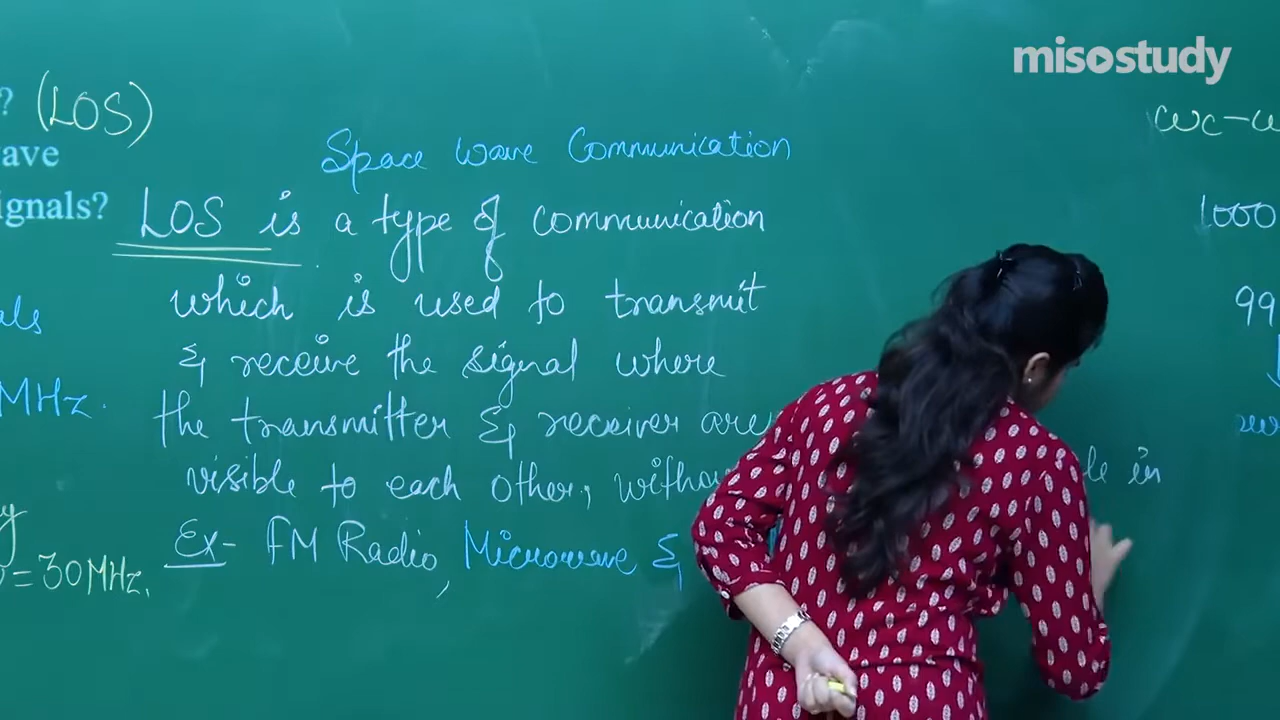 misostudy
? (LOS)
ave
ignals?
Space Wave Communication
LOS is a type of communication
which is used to transmit
& receive the signal where
the transmitter & receiver are
visible to each other, in
Ex- FM Radio, Microwave &
als
MHz.
y
= 30MHz.
ωc-
1000
99